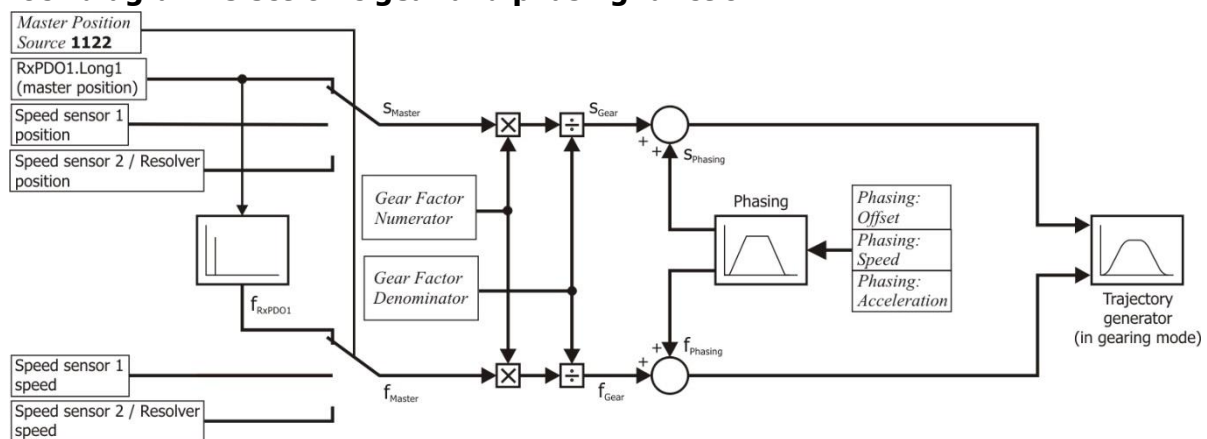 Master Position
Source 1122
RxPDO1.Long1
(master position)
Speed sensor 1
position
Speed sensor 2 / Resolver
position
sMaster
sGear
sPhasing
Gear Factor
Numerator
Gear Factor
Denominator
Phasing
Phasing:
Offset
Phasing:
Speed
Phasing:
Acceleration
Trajectory
generator
(in gearing mode)
fRxPDO1
Speed sensor 1
speed
Speed sensor 2 / Resolver
speed
fMaster
fGear
fPhasing
× ÷ + +
× ÷ + +